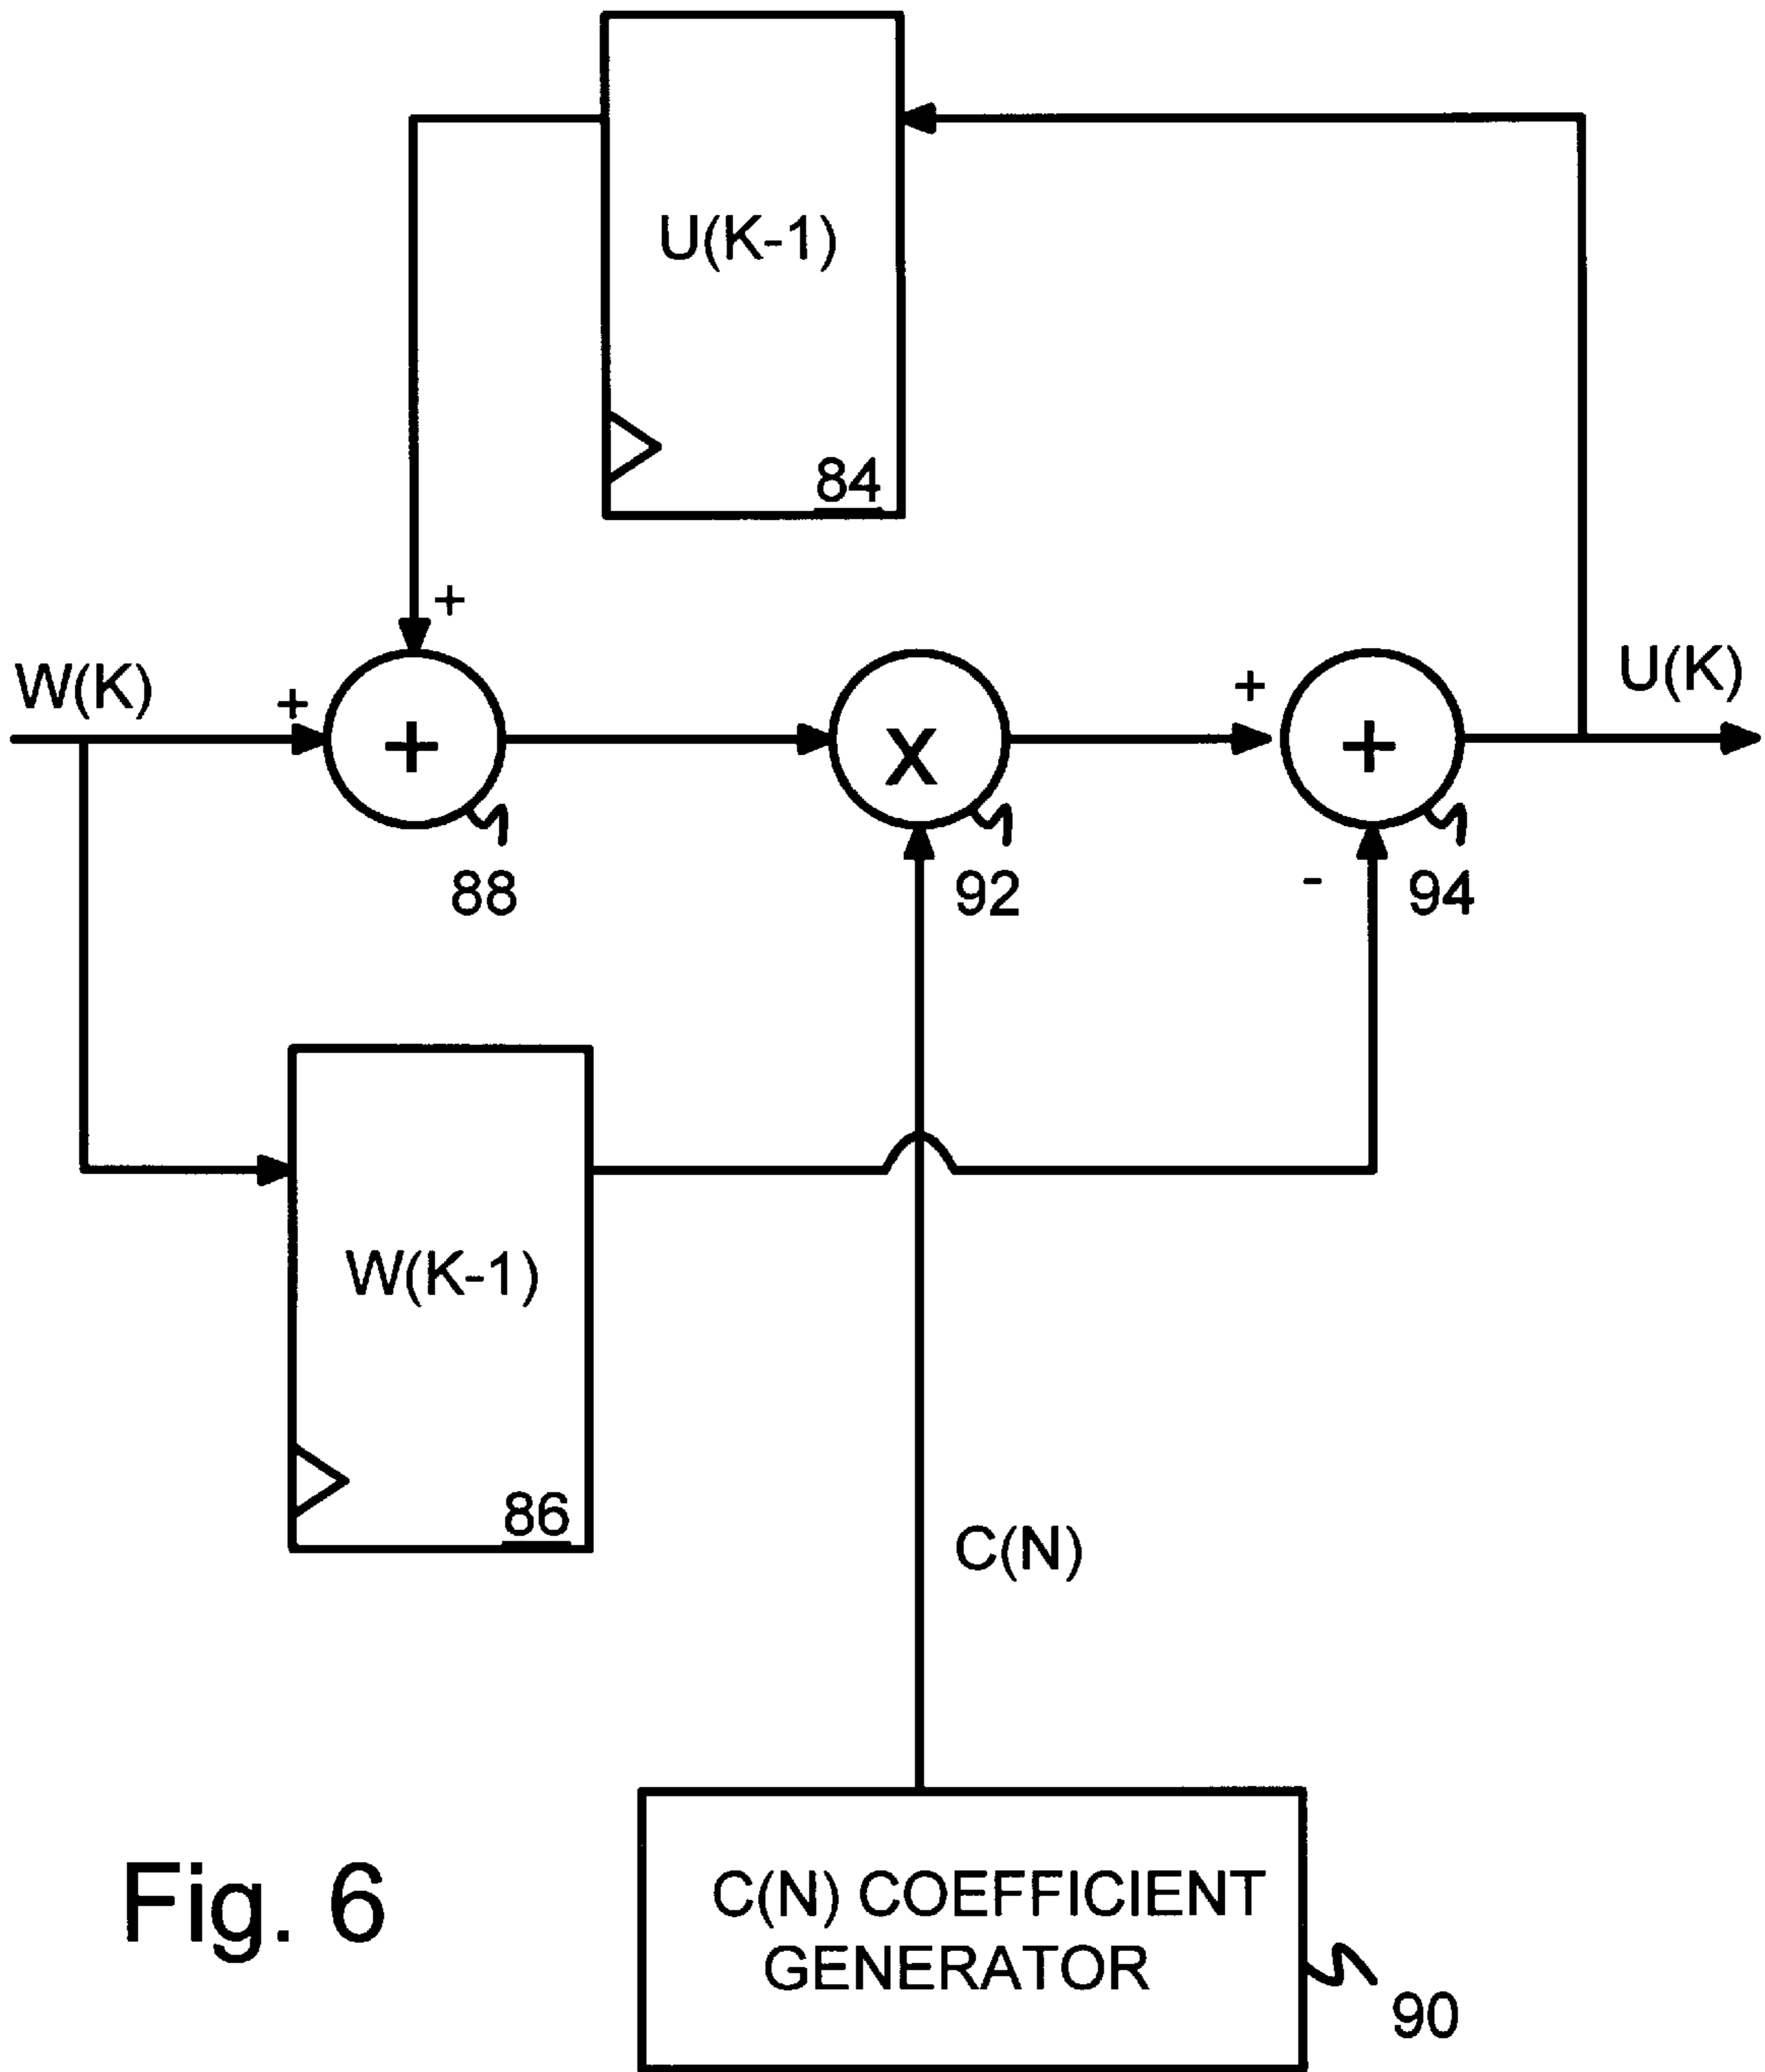 U(K-1)
84
+
W(K)
+
+
U(K)
+
X
+
88
92
-
94
W(K-1)
86
C(N)
C(N) COEFFICIENT
GENERATOR
90
Fig. 6